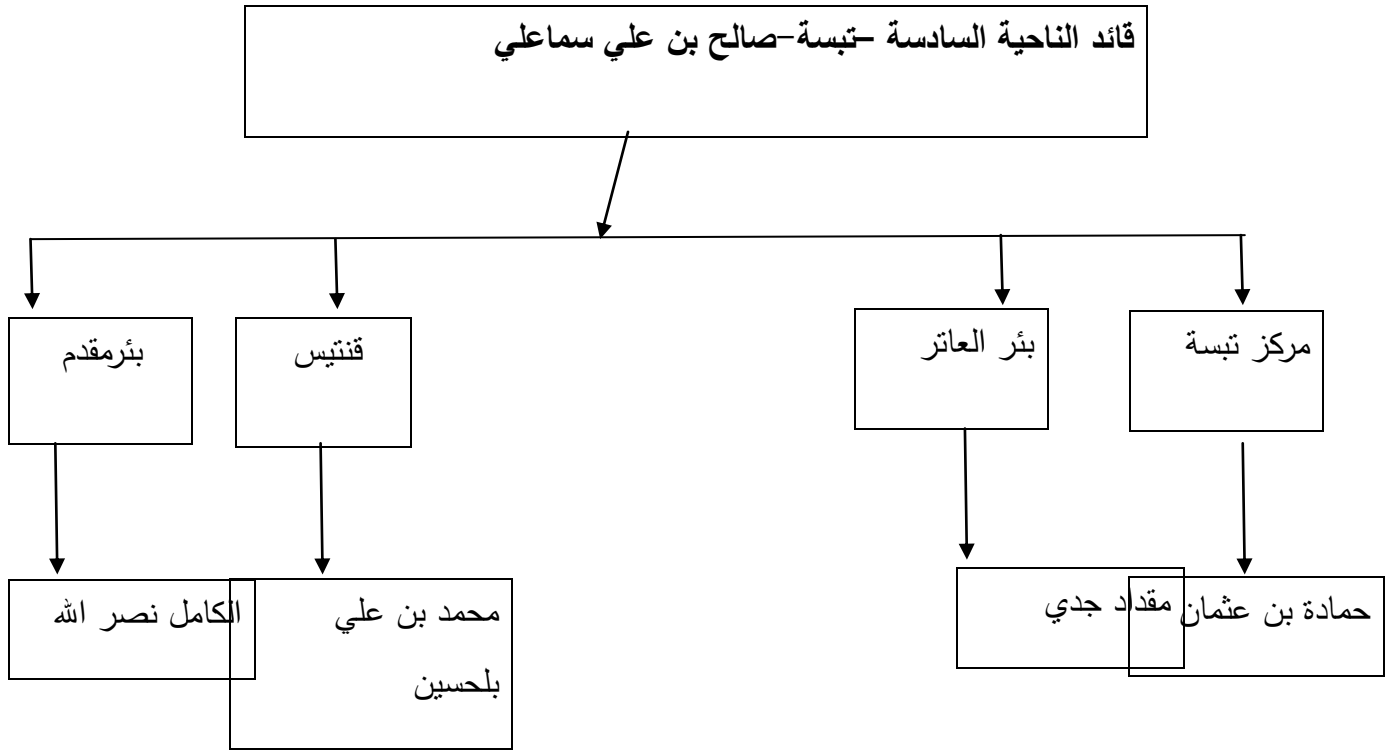 قائد الناحية السادسة –تبسة-صالح بن علي سماعلي
مركز تبسة
بئر العاتر
قنتيس
بئرمقدم
حمادة بن عثمان
مقداد جدي
محمد بن علي
بلحسين
الكامل نصر الله